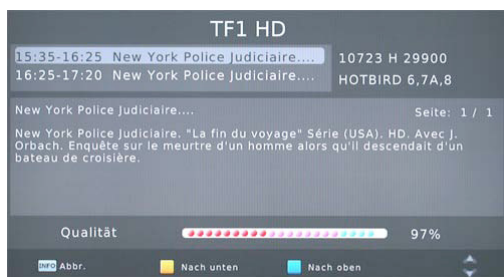 TF1 HD
15:35-16:25 New York Police Judiciaire....
16:25-17:20 New York Police Judiciaire....
10723 H 29900
HOTBIRD 6,7A,8
New York Police Judiciaire....
Seite: 1 / 1
New York Police Judiciaire. "La fin du voyage" Série (USA). HD. Avec J.
Orbach. Enquête sur le meurtre d'un homme alors qu'il descendait d'un
bateau de croisière.
Qualität
97%
INFO Abbr.
Nach unten
Nach oben